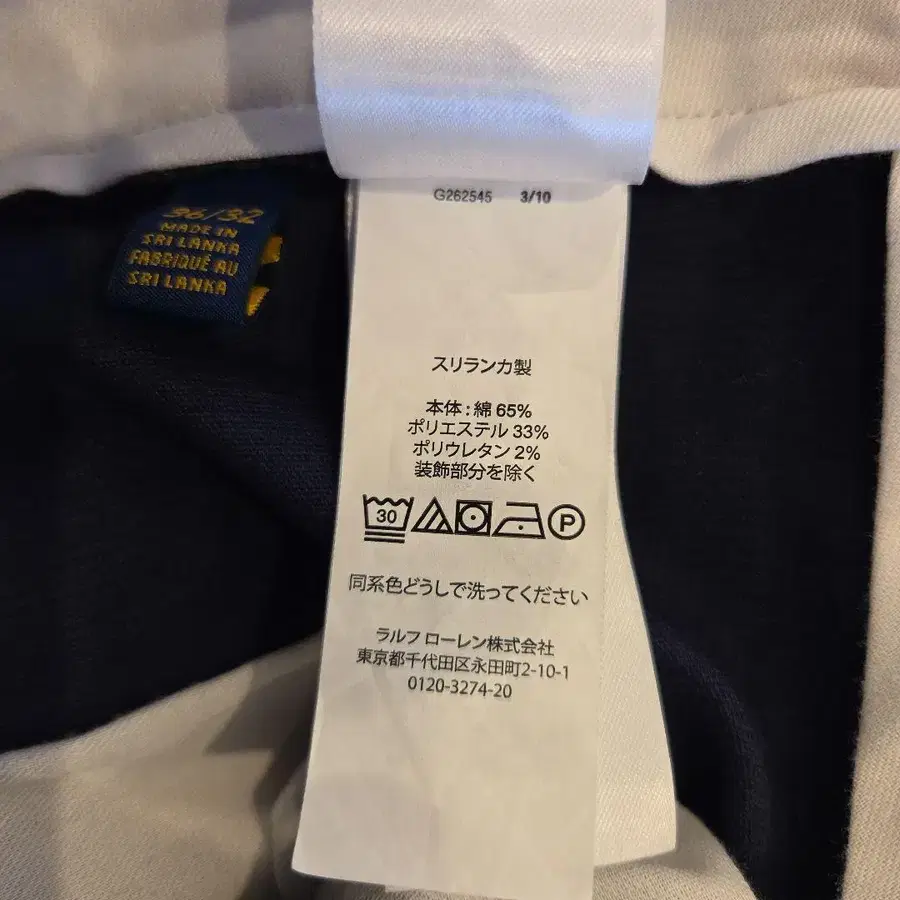 G262545 3/10
36/32
MADE IN
SRI LANKA
FABRIQUÉ AU
SRI LANKA
スリランカ製
本体 : 綿 65%
ポリエステル 33%
ポリウレタン 2%
装飾部分を除く
30 P
同系色どうしで洗ってください
ラルフ ローレン株式会社
東京都千代田区永田町2-10-1
0120-3274-20